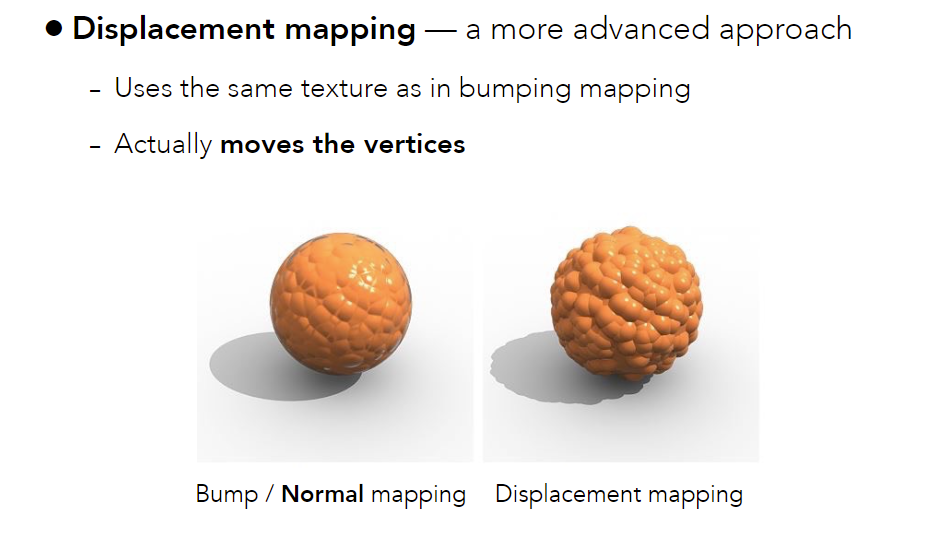 ● Displacement mapping — a more advanced approach
– Uses the same texture as in bumping mapping
– Actually moves the vertices
Bump / Normal mapping
Displacement mapping